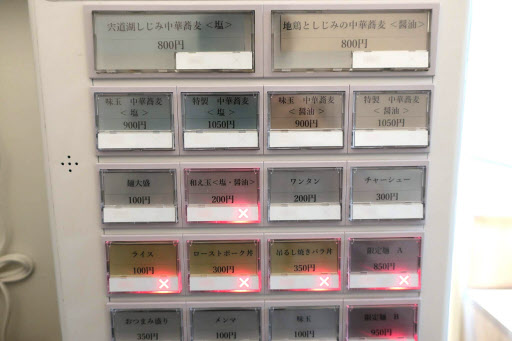 宍道湖しじみ中華蕎麦<塩>
800円
地鶏としじみの中華蕎麦<醤油>
800円
味玉 中華蕎麦
<塩>
900円
特製 中華蕎麦
<塩>
1050円
味玉 中華蕎麦
<醤油>
900円
特製 中華蕎麦
<醤油>
1050円
麺大盛
100円
和え玉<塩・醤油>
200円
ワンタン
200円
チャーシュー
300円
ライス
100円
ローストポーク丼
300円
吊るし焼きバラ丼
350円
限定麺 A
850円
おつまみ盛り
350円
メンマ
100円
味玉
100円
限定麺 B
950円